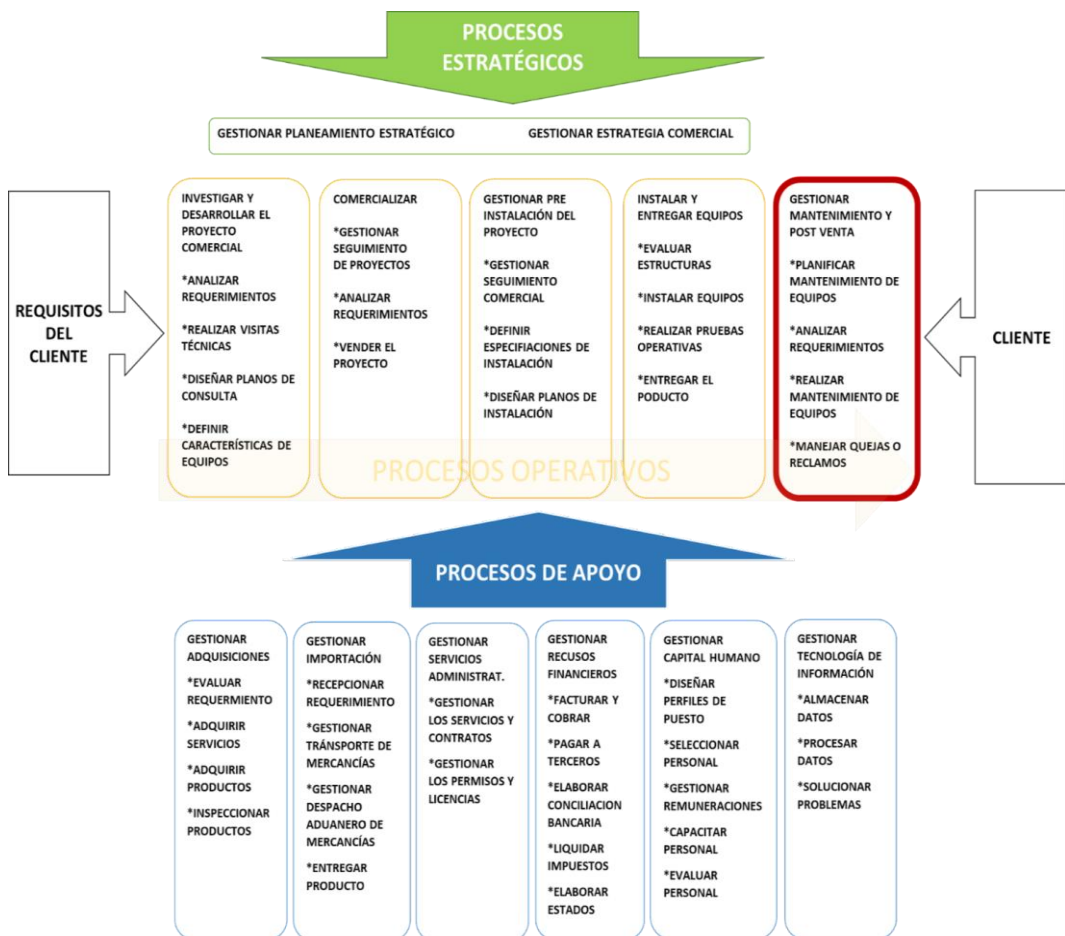 PROCESOS
ESTRATÉGICOS
GESTIONAR PLANEAMIENTO ESTRATÉGICO
GESTIONAR ESTRATEGIA COMERCIAL
REQUISITOS
DEL
CLIENTE
INVESTIGAR Y
DESARROLLAR EL
PROYECTO
COMERCIAL
*ANALIZAR
REQUERIMIENTOS
*REALIZAR VISITAS
TÉCNICAS
*DISEÑAR PLANOS DE
CONSULTA
*DEFINIR
CARACTERÍSTICAS DE
EQUIPOS
COMERCIALIZAR
*GESTIONAR
SEGUIMIENTO
DE PROYECTOS
*ANALIZAR
REQUERIMIENTOS
*VENDER EL
PROYECTO
GESTIONAR PRE
INSTALACIÓN DEL
PROYECTO
*GESTIONAR
SEGUIMIENTO
COMERCIAL
*DEFINIR
ESPECIFIACIONES DE
INSTALACIÓN
*DISEÑAR PLANOS DE
INSTALACIÓN
INSTALAR Y
ENTREGAR EQUIPOS
*EVALUAR
ESTRUCTURAS
*INSTALAR EQUIPOS
*REALIZAR PRUEBAS
OPERATIVAS
*ENTREGAR EL
PODUCTO
GESTIONAR
MANTENIMIENTO Y
POST VENTA
*PLANIFICAR
MANTENIMIENTO DE
EQUIPOS
*ANALIZAR
REQUERIMIENTOS
*REALIZAR
MANTENIMIENTO DE
EQUIPOS
*MANEJAR QUEJAS O
RECLAMOS
CLIENTE
PROCESOS OPERATIVOS
PROCESOS DE APOYO
GESTIONAR
ADQUISICIONES
*EVALUAR
REQUERMIENTO
*ADQUIRIR
SERVICIOS
*ADQUIRIR
PRODUCTOS
*INSPECCIONAR
PRODUCTOS
GESTIONAR
IMPORTACIÓN
*RECEPCIONAR
REQUERIMIENTO
*GESTIONAR
TRÁNSPORTE DE
MERCANCÍAS
*GESTIONAR
DESPACHO
ADUANERO DE
MERCANCÍAS
*ENTREGAR
PRODUCTO
GESTIONAR
SERVICIOS
ADMINISTRAT.
*GESTIONAR
LOS SERVICIOS Y
CONTRATOS
*GESTIONAR
LOS PERMISOS Y
LICENCIAS
GESTIONAR
RECUSOS
FINANCIEROS
*FACTURAR Y
COBRAR
*PAGAR A
TERCEROS
*ELABORAR
CONCILIACION
BANCARIA
*LIQUIDAR
IMPUESTOS
*ELABORAR
ESTADOS
GESTIONAR
CAPITAL HUMANO
*DISEÑAR
PERFILES DE
PUESTO
*SELECCIONAR
PERSONAL
*GESTIONAR
REMUNERACIONES
*CAPACITAR
PERSONAL
*EVALUAR
PERSONAL
GESTIONAR
TECNOLOGÍA DE
INFORMACIÓN
*ALMACENAR
DATOS
*PROCESAR
DATOS
*SOLUCIONAR
PROBLEMAS